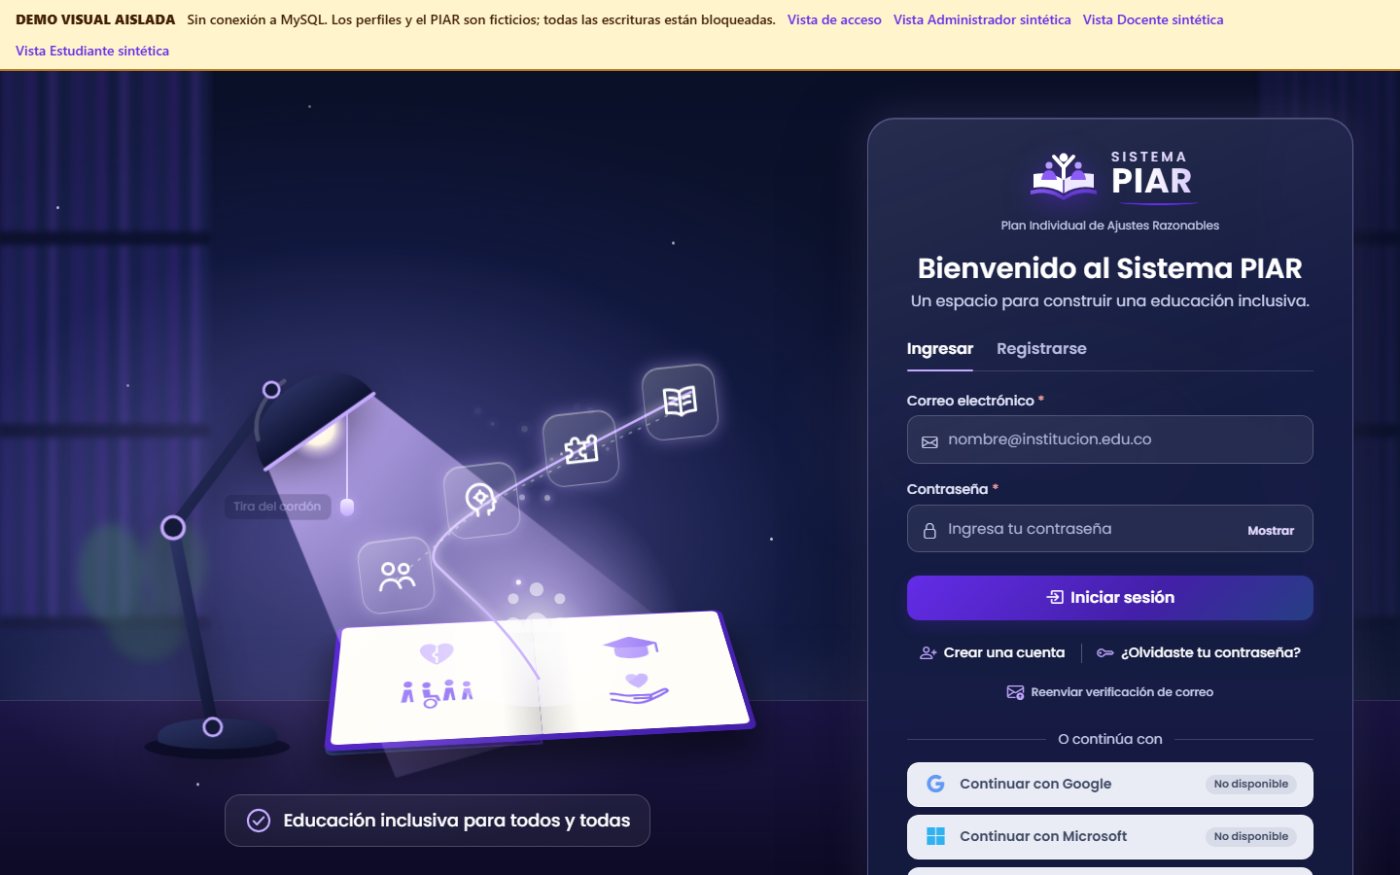 DEMO VISUAL AISLADA Sin conexión a MySQL. Los perfiles y el PIAR son ficticios; todas las escrituras están bloqueadas. Vista de acceso Vista Administrador sintética Vista Docente sintética
Vista Estudiante sintética
SISTEMA
PIAR
Plan Individual de Ajustes Razonables
Bienvenido al Sistema PIAR
Un espacio para construir una educación inclusiva.
Ingresar Registrarse
Correo electrónico *
nombre@institucion.edu.co
Contraseña *
Ingresa tu contraseña Mostrar
Iniciar sesión
Crear una cuenta ¿Olvidaste tu contraseña?
Reenviar verificación de correo
O continúa con
Continuar con Google No disponible
Continuar con Microsoft No disponible
Tira del cordón
Educación inclusiva para todos y todas